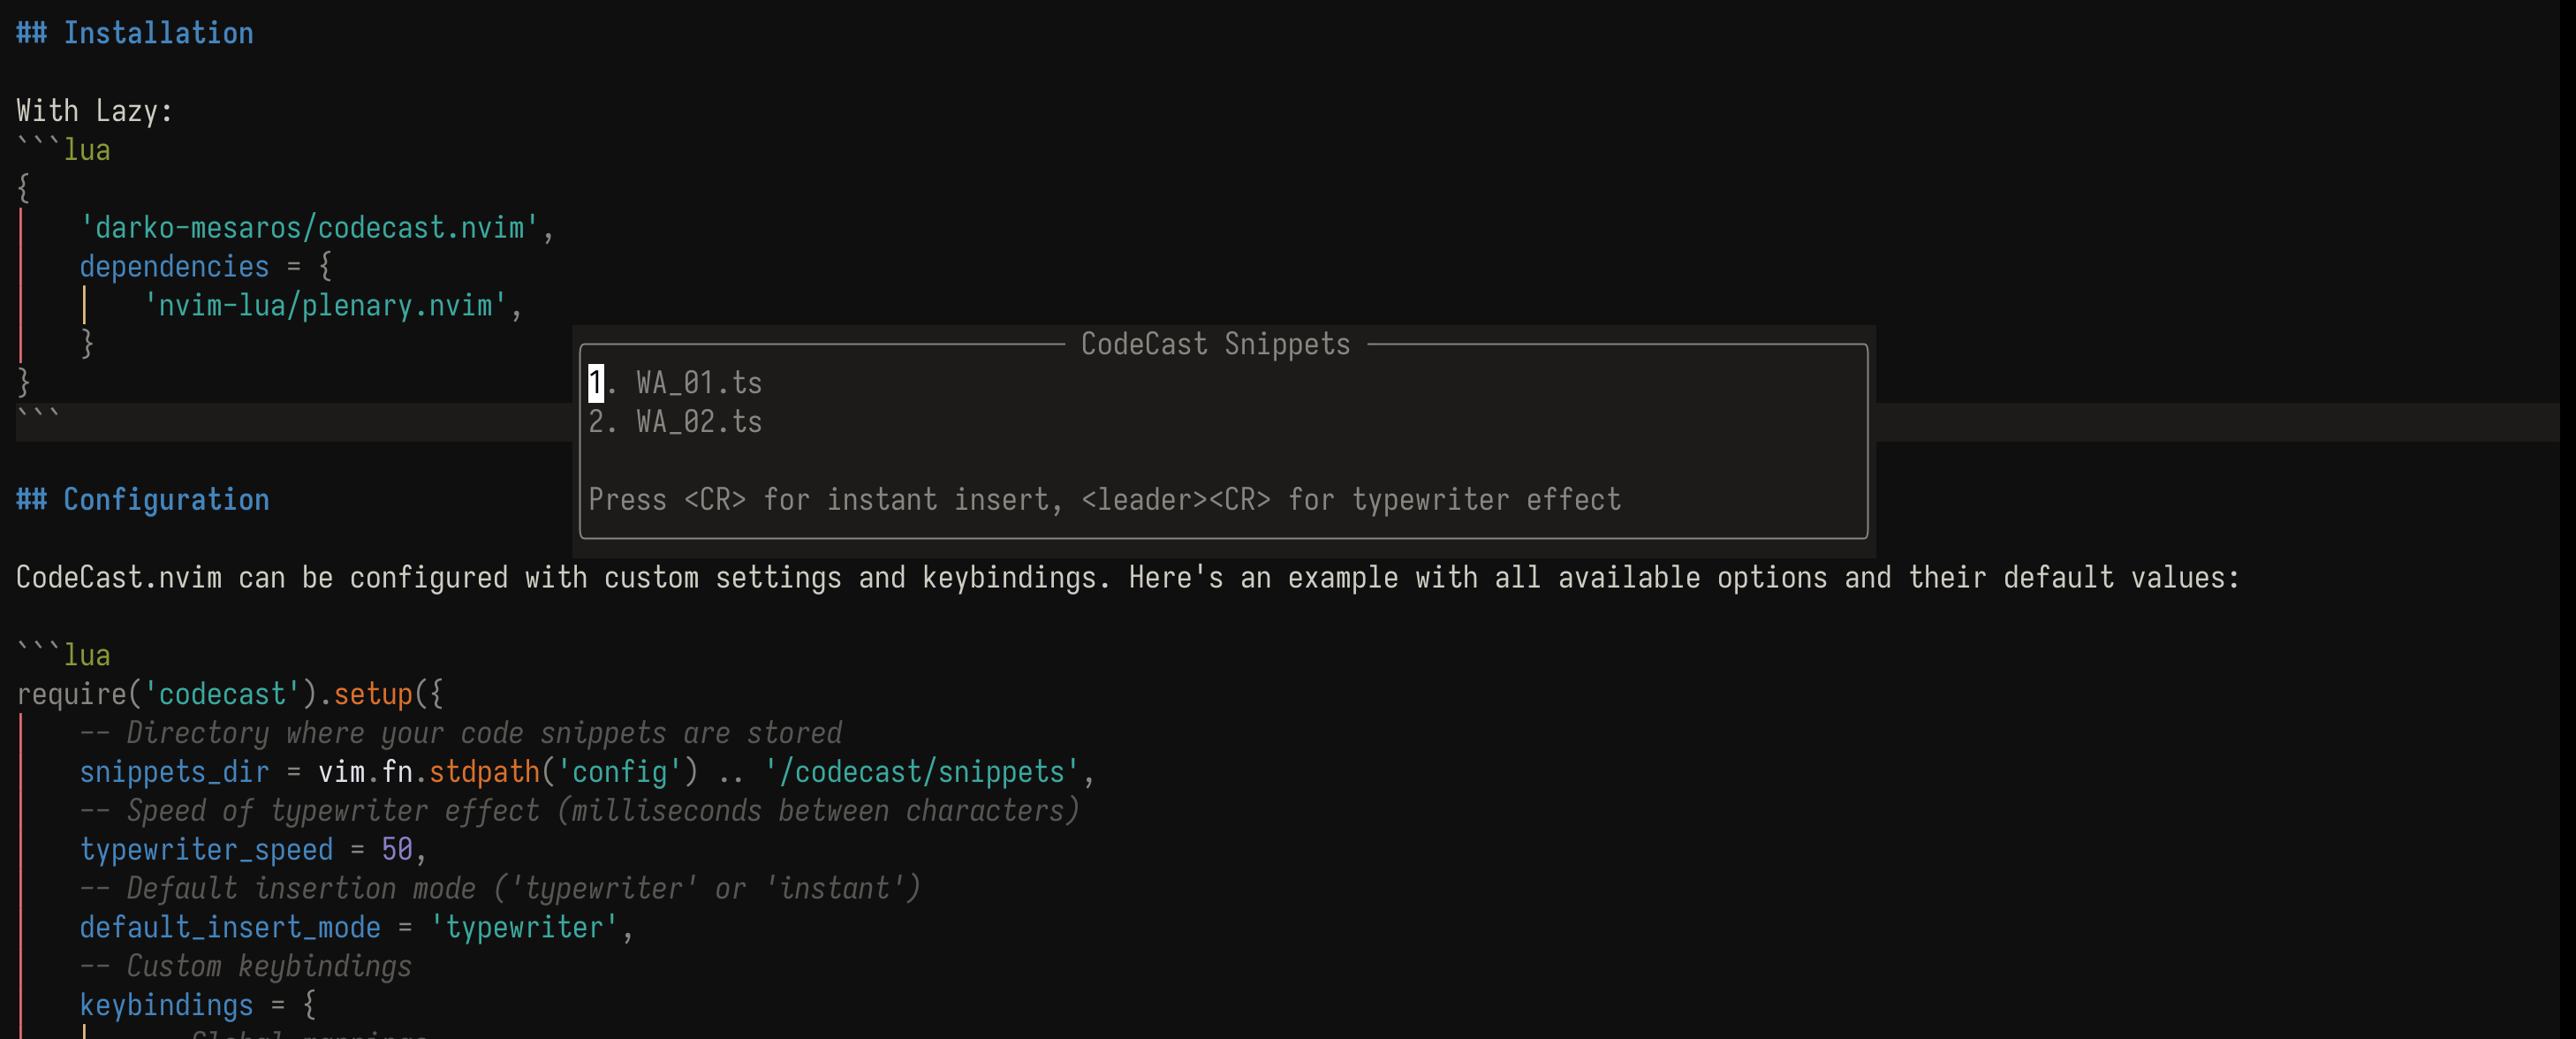 ## Installation
With Lazy:
```lua
{
'darko-mesaros/codecast.nvim',
dependencies = {
'nvim-lua/plenary.nvim',
}
}
```
CodeCast Snippets
1. WA_01.ts
2. WA_02.ts
Press <CR> for instant insert, <leader><CR> for typewriter effect
## Configuration
CodeCast.nvim can be configured with custom settings and keybindings. Here's an example with all available options and their default values:
```lua
require('codecast').setup({
-- Directory where your code snippets are stored
snippets_dir = vim.fn.stdpath('config') .. '/codecast/snippets',
-- Speed of typewriter effect (milliseconds between characters)
typewriter_speed = 50,
-- Default insertion mode ('typewriter' or 'instant')
default_insert_mode = 'typewriter',
-- Custom keybindings
keybindings = {